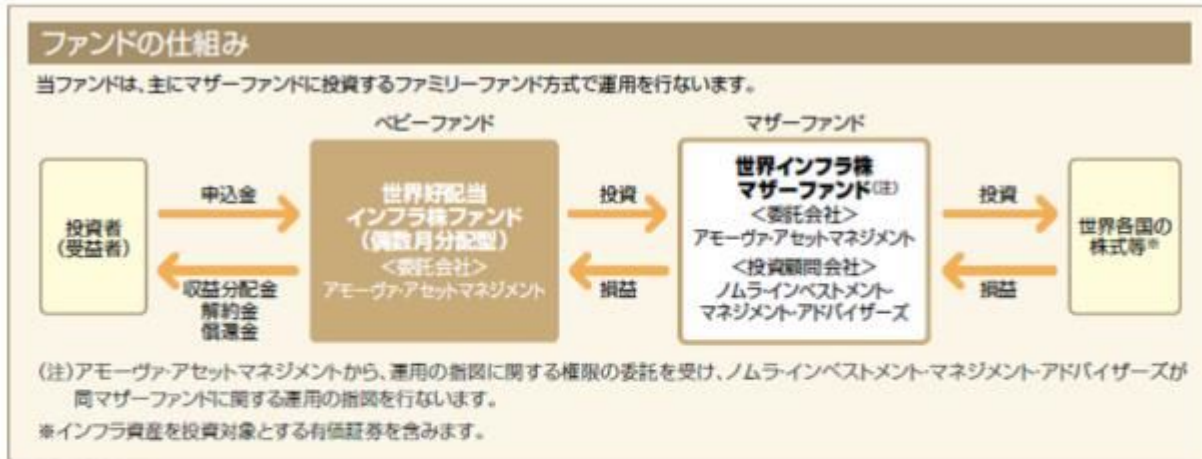 ファンドの仕組み
当ファンドは、主にマザーファンドに投資するファミリーファンド方式で運用を行ないます。
ベビーファンド
マザーファンド
投資者
（受益者）
申込金
収益分配金
解約金
償還金
世界好配当
インフラ株ファンド
（偶数月分配型）
＜委託会社＞
アモーヴァ・アセットマネジメント
投資
損益
世界インフラ株
マザーファンド(注)
＜委託会社＞
アモーヴァ・アセットマネジメント
＜投資顧問会社＞
ノムラ・インベストメント・
マネジメント・アドバイザーズ
投資
損益
世界各国の
株式等※
(注)アモーヴァ・アセットマネジメントから、運用の指図に関する権限の委託を受け、ノムラ・インベストメント・マネジメント・アドバイザーズが
同マザーファンドに関する運用の指図を行ないます。
※インフラ資産を投資対象とする有価証券を含みます。